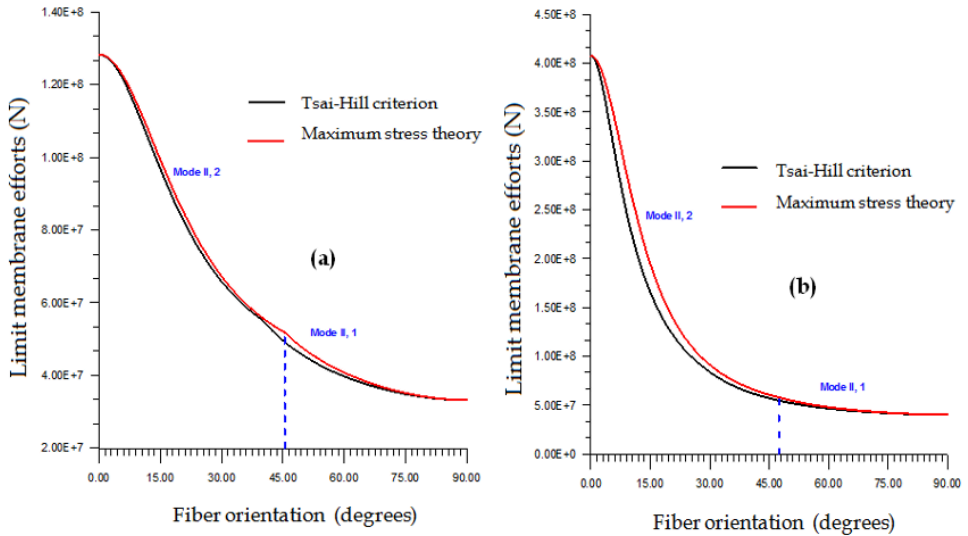 Limit membrane efforts (N)
1.40E+8
1.20E+8
1.00E+8
8.00E+7
6.00E+7
4.00E+7
2.00E+7
Tsai-Hill criterion
Maximum stress theory
Mode II, 2
(a)
Mode II, 1
0.00 15.00 30.00 45.00 60.00 75.00 90.00
Fiber orientation (degrees)
Limit membrane efforts (N)
4.50E+8
4.00E+8
3.50E+8
3.00E+8
2.50E+8
2.00E+8
1.50E+8
1.00E+8
5.00E+7
0.00E+0
Tsai-Hill criterion
Maximum stress theory
Mode II, 2
(b)
Mode II, 1
0.00 15.00 30.00 45.00 60.00 75.00 90.00
Fiber orientation (degrees)